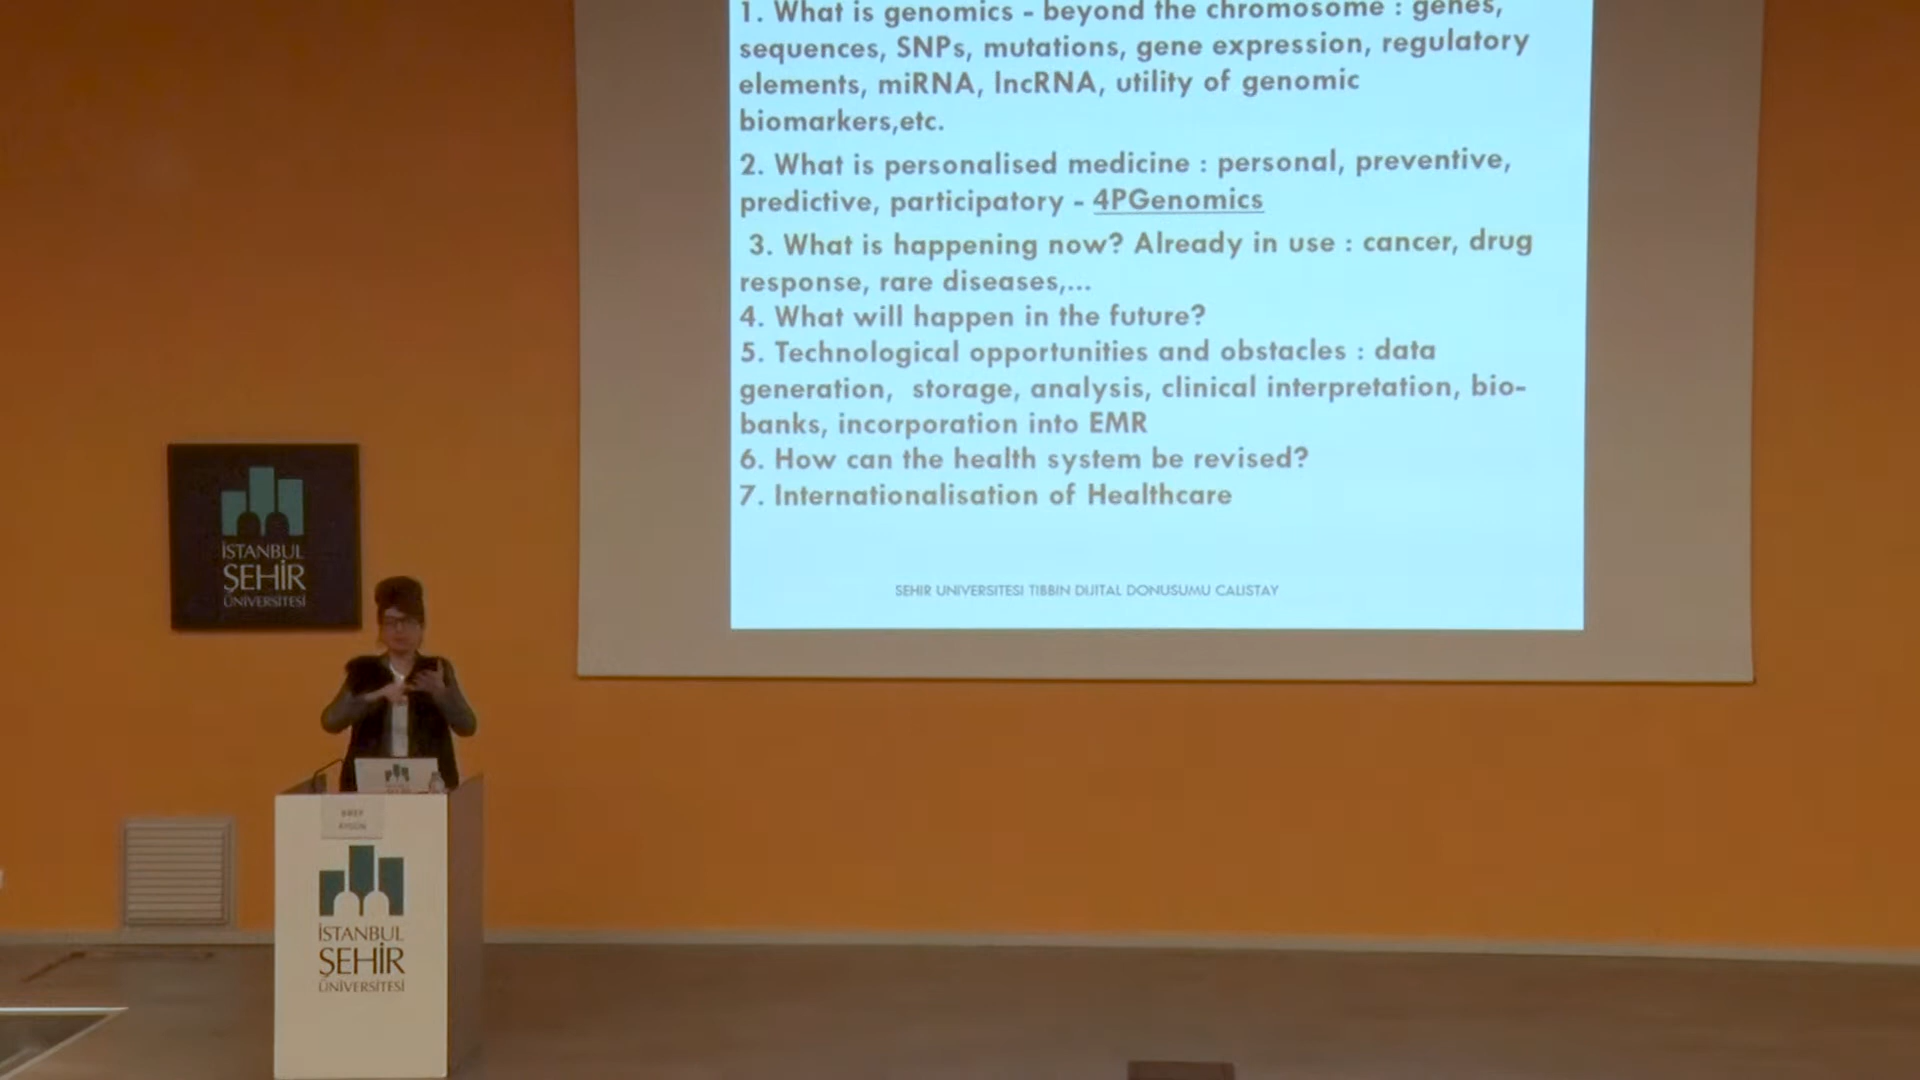 1. What is genomics - beyond the chromosome : genes,
sequences, SNPs, mutations, gene expression, regulatory
elements, miRNA, lncRNA, utility of genomic
biomarkers,etc.
2. What is personalised medicine : personal, preventive,
predictive, participatory - 4PGenomics
3. What is happening now? Already in use : cancer, drug
response, rare diseases,...
4. What will happen in the future?
5. Technological opportunities and obstacles : data
generation, storage, analysis, clinical interpretation, bio-
banks, incorporation into EMR
6. How can the health system be revised?
7. Internationalisation of Healthcare
SEHIR UNIVERSITESI TIBBIN DIJITAL DONUSUMU CALISTAY
İSTANBUL
ŞEHİR
ÜNİVERSİTESİ
İSTANBUL
ŞEHİR
ÜNİVERSİTESİ